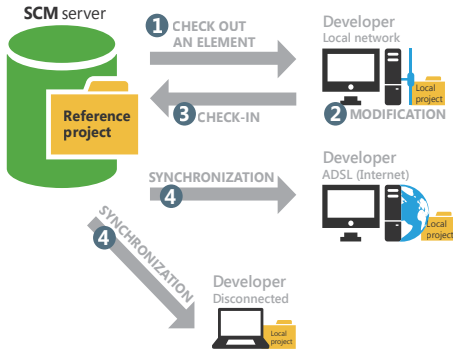 SCM server
Reference
project
1 CHECK OUT
AN ELEMENT
3 CHECK-IN
Developer
Local network
Local
project
2 MODIFICATION
SYNCHRONIZATION
4
Developer
ADSL (Internet)
Local
project
SYNCHRONIZATION
4
Developer
Disconnected
Local
project